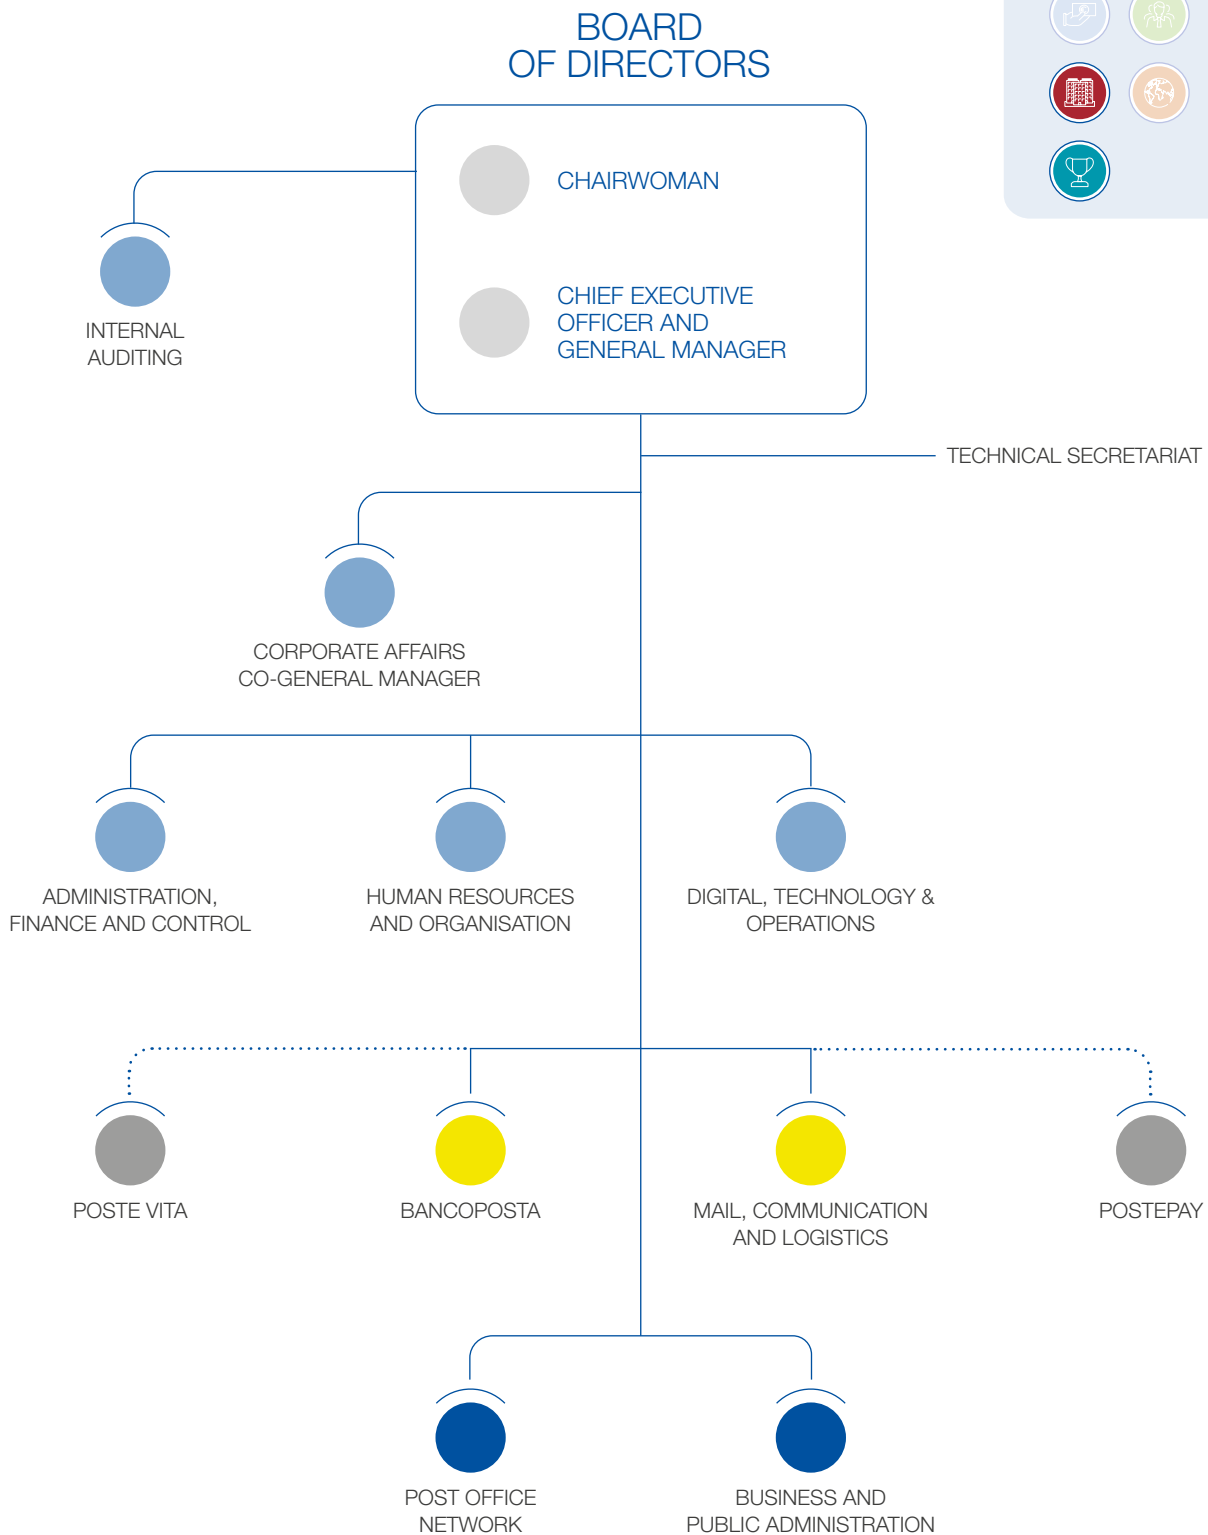 BOARD
OF DIRECTORS
CHAIRWOMAN
CHIEF EXECUTIVE
OFFICER AND
GENERAL MANAGER
INTERNAL
AUDITING
TECHNICAL SECRETARIAT
CORPORATE AFFAIRS
CO-GENERAL MANAGER
ADMINISTRATION,
FINANCE AND CONTROL
HUMAN RESOURCES
AND ORGANISATION
DIGITAL, TECHNOLOGY &
OPERATIONS
POSTE VITA
BANCOPOSTA
MAIL, COMMUNICATION
AND LOGISTICS
POSTEPAY
POST OFFICE
NETWORK
BUSINESS AND
PUBLIC ADMINISTRATION